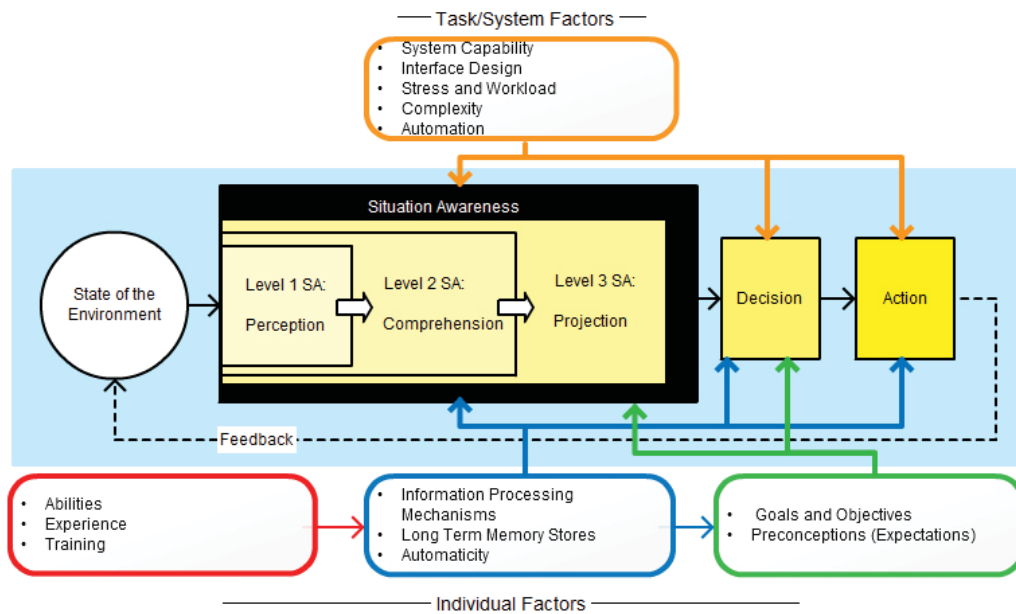 Task/System Factors
• System Capability
• Interface Design
• Stress and Workload
• Complexity
• Automation
Situation Awareness
State of the
Environment
Level 1 SA:
Perception
Level 2 SA:
Comprehension
Level 3 SA:
Projection
Decision
Action
Feedback
• Abilities
• Experience
• Training
• Information Processing
Mechanisms
• Long Term Memory Stores
• Automaticity
• Goals and Objectives
• Preconceptions (Expectations)
Individual Factors